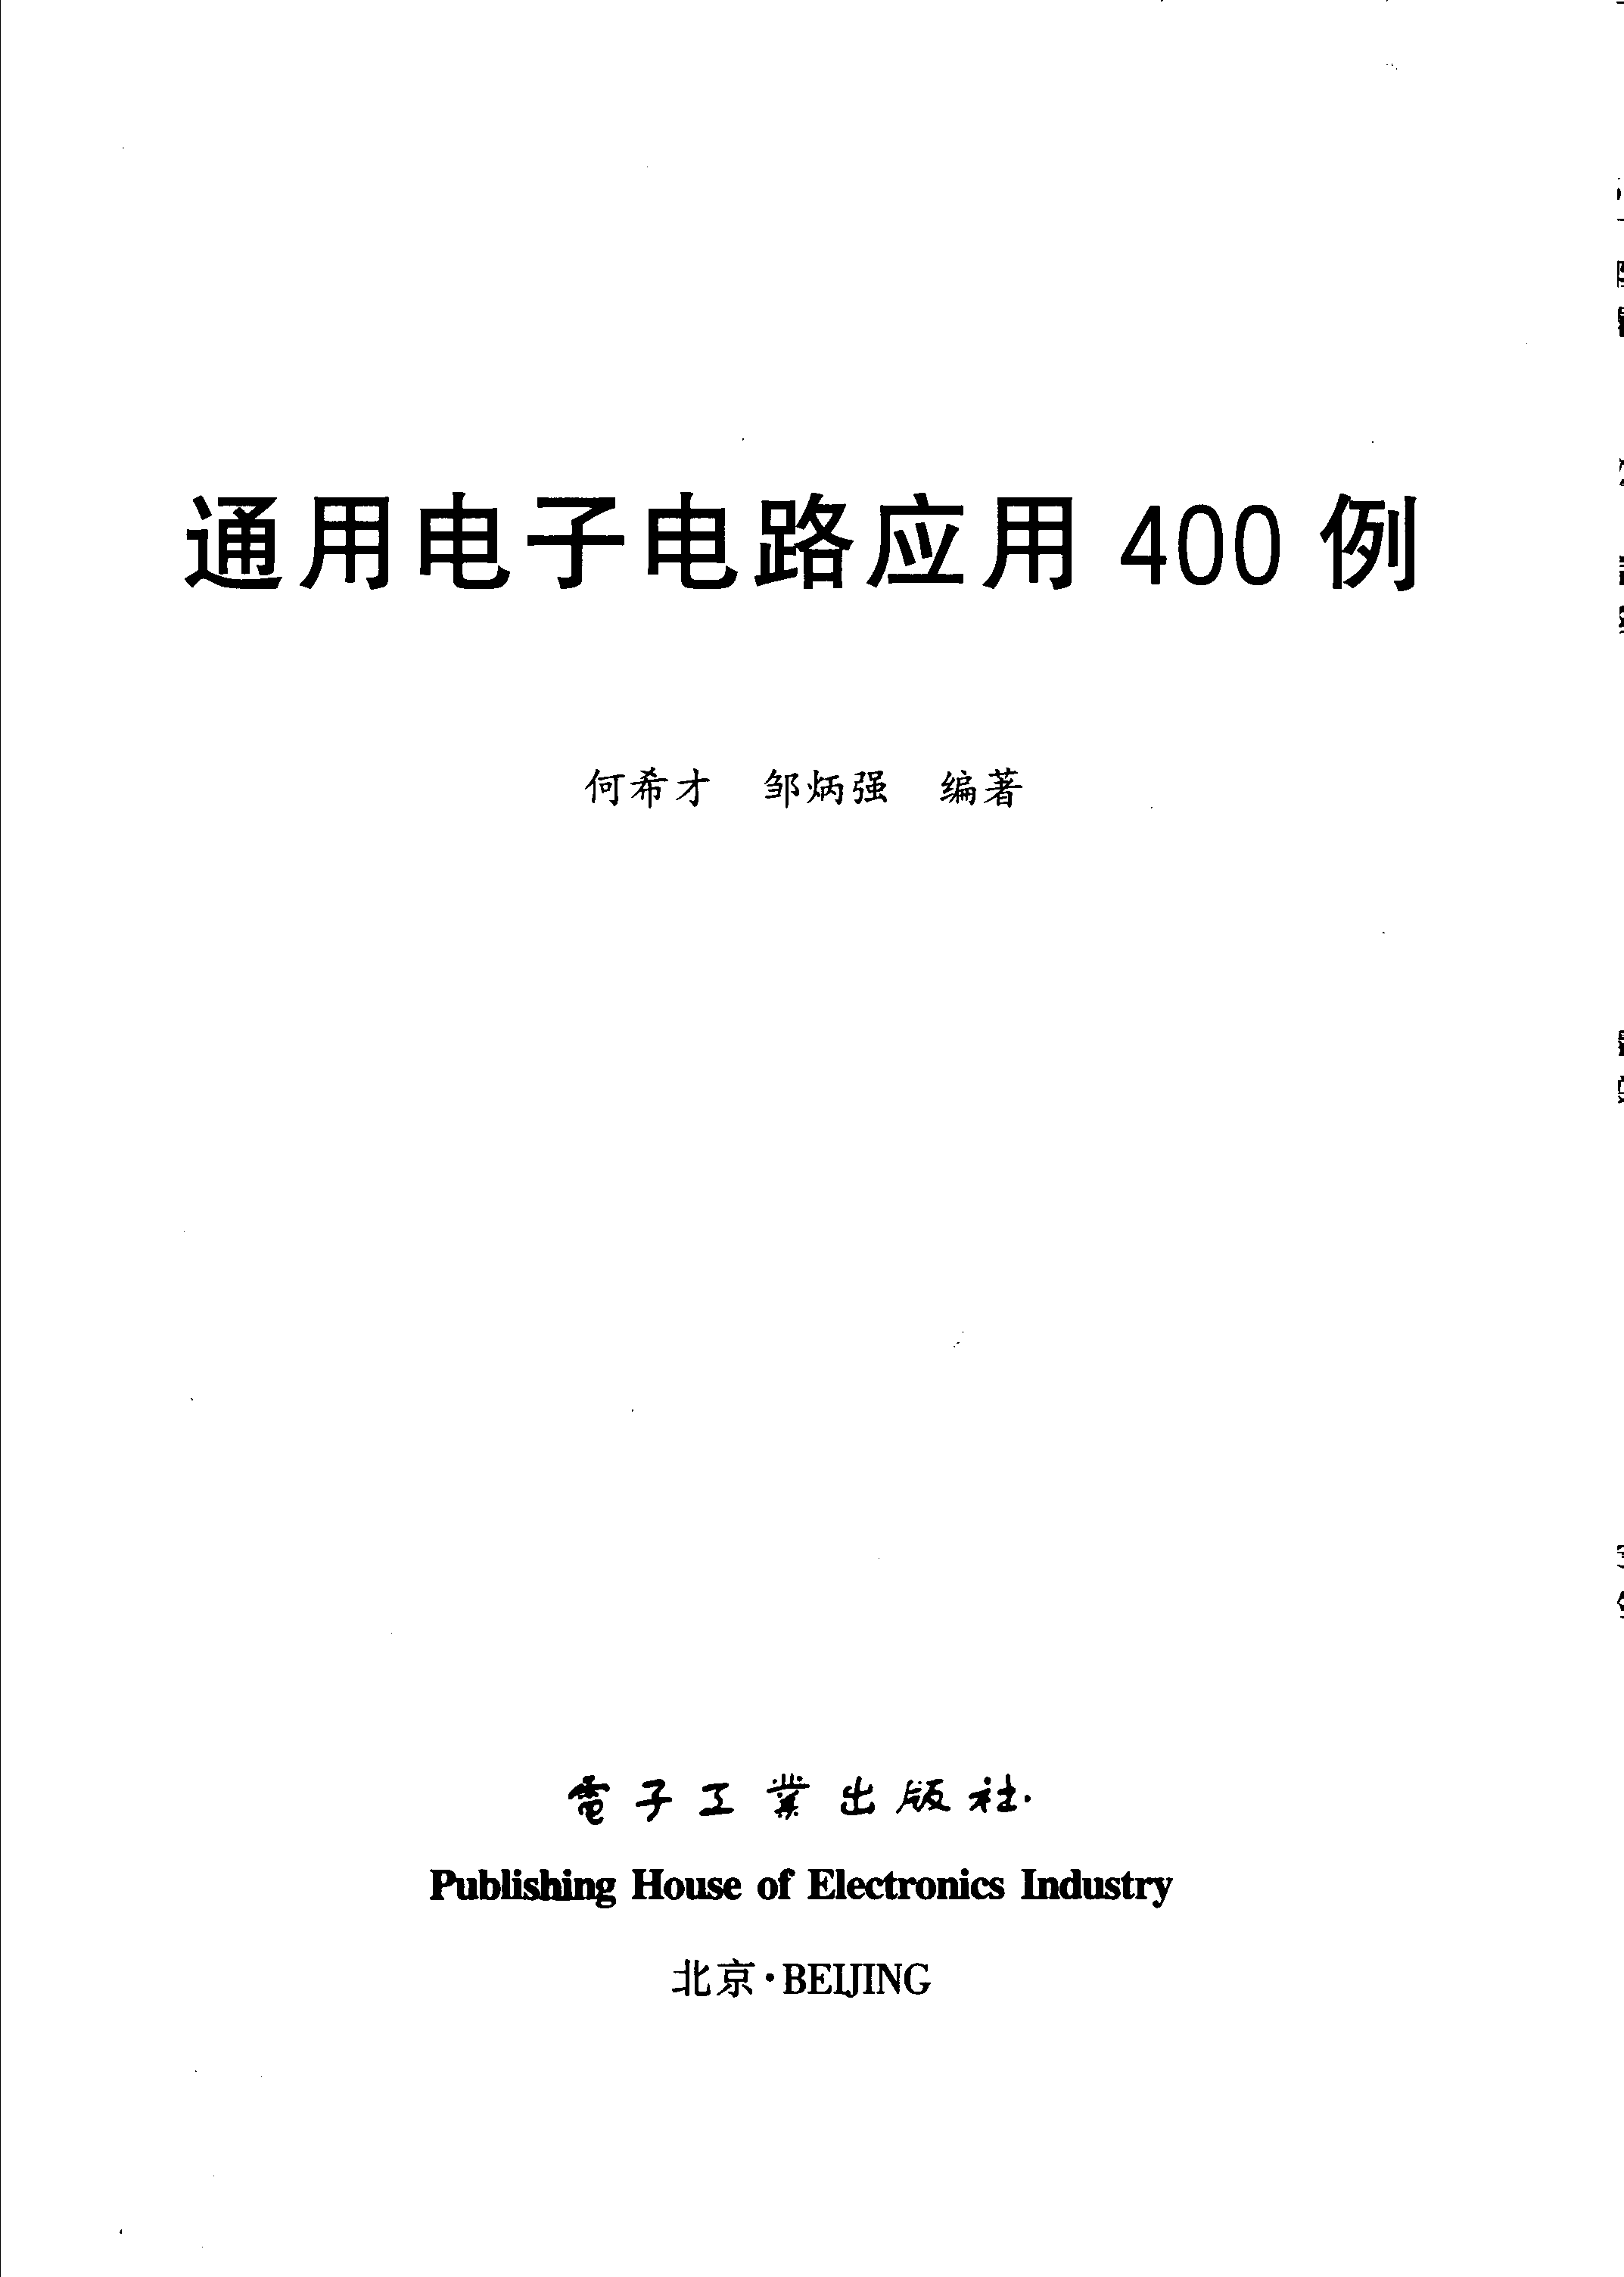 通用电子电路应用 400 例
何希才 邹炳强 编著
電子工業出版社
Publishing House of Electronics Industry
北京·BEIJING